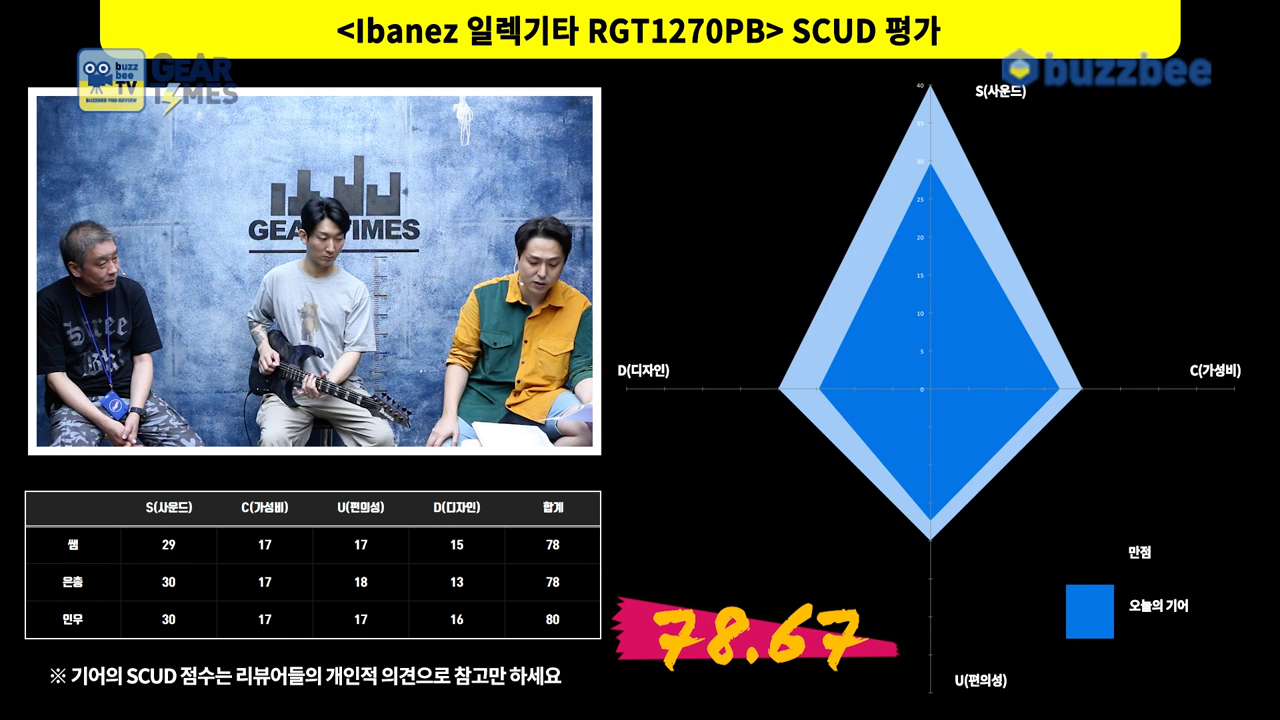 <Ibanez 일렉기타 RGT1270PB> SCUD 평가
buzz
bee
TV
BUZZBEE YOU REVIEW
GEAR
TIMES
buzzbee
GEAR TIMES
S(사운드)
40
35
30
25
20
15
10
5
0
D(디자인)
C(가성비)
U(편의성)
만점
오늘의 기어
S(사운드) C(가성비) U(편의성) D(디자인) 합계
쌤 29 17 17 15 78
은총 30 17 18 13 78
민우 30 17 17 16 80
78.67
※ 기어의 SCUD 점수는 리뷰어들의 개인적 의견으로 참고만 하세요